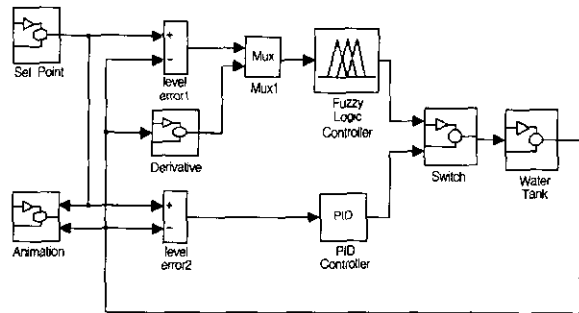 Set Point
+
−
level
error1
Mux
Mux1
Fuzzy
Logic
Controller
Derivative
Switch
Water
Tank
Animation
+
−
level
error2
PID
PID
Controller